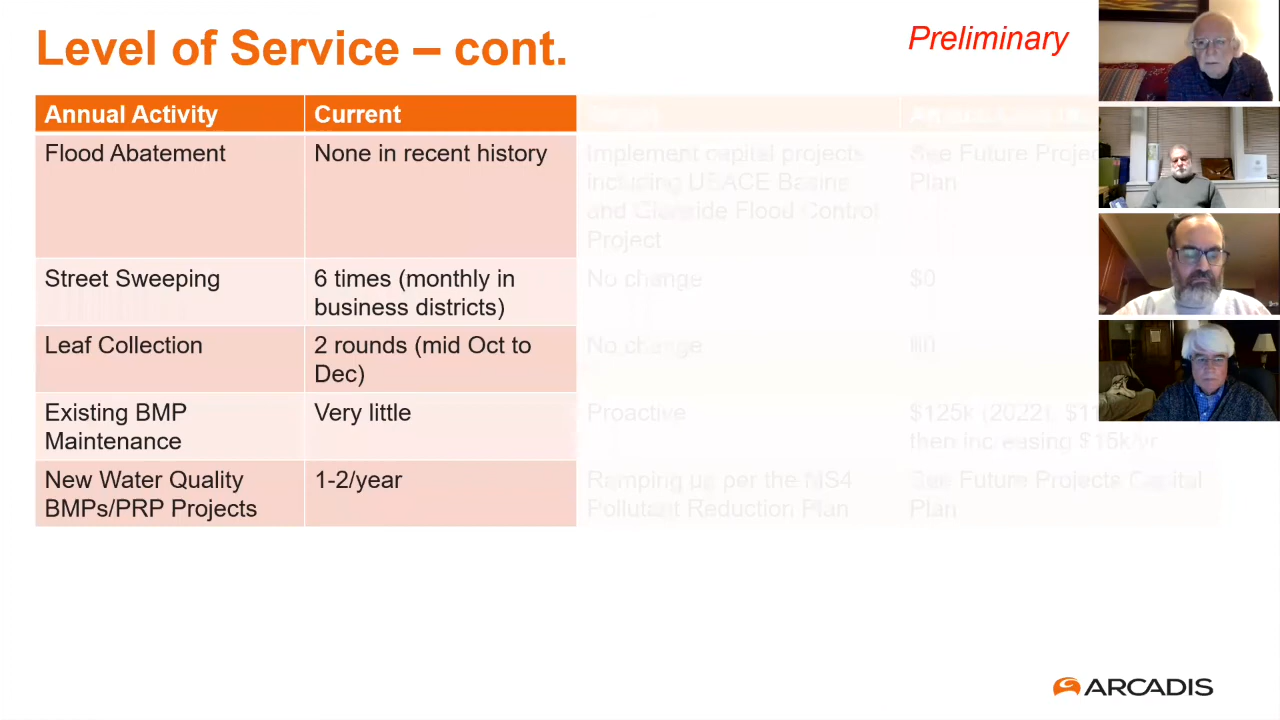 Level of Service – cont.
Preliminary
Annual Activity
Current
Flood Abatement
None in recent history
Implement capital projects
including USACE Basins
and Glenside Flood Control
Project
See Future
Plan
Street Sweeping
6 times (monthly in
business districts)
No change
$0
Leaf Collection
2 rounds (mid Oct to
Dec)
No change
$0
Existing BMP
Maintenance
Very little
Proactive
$125k (2022),
then increasing $15k/yr
New Water Quality
BMPs/PRP Projects
1-2/year
Ramping up per the MS4
Pollutant Reduction Plan
See Future Projects Capital
Plan
ARCADIS